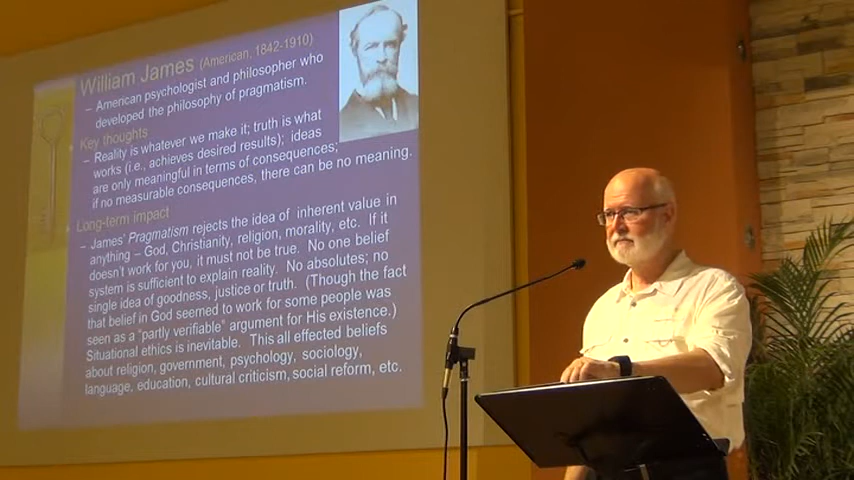 William James (American, 1842-1910)
– American psychologist and philosopher who
developed the philosophy of pragmatism.
Key thoughts
– Reality is whatever we make it; truth is what
works (i.e., achieves desired results); ideas
are only meaningful in terms of consequences;
if no measurable consequences, there can be no meaning.
Long-term impact
– James' Pragmatism rejects the idea of inherent value in
anything – God, Christianity, religion, morality, etc. If it
doesn't work for you, it must not be true. No one belief
system is sufficient to explain reality. No absolutes; no
single idea of goodness, justice or truth. (Though the fact
that belief in God seemed to work for some people was
seen as a "partly verifiable" argument for His existence.)
Situational ethics is inevitable. This all effected beliefs
about religion, government, psychology, sociology,
language, education, cultural criticism, social reform, etc.